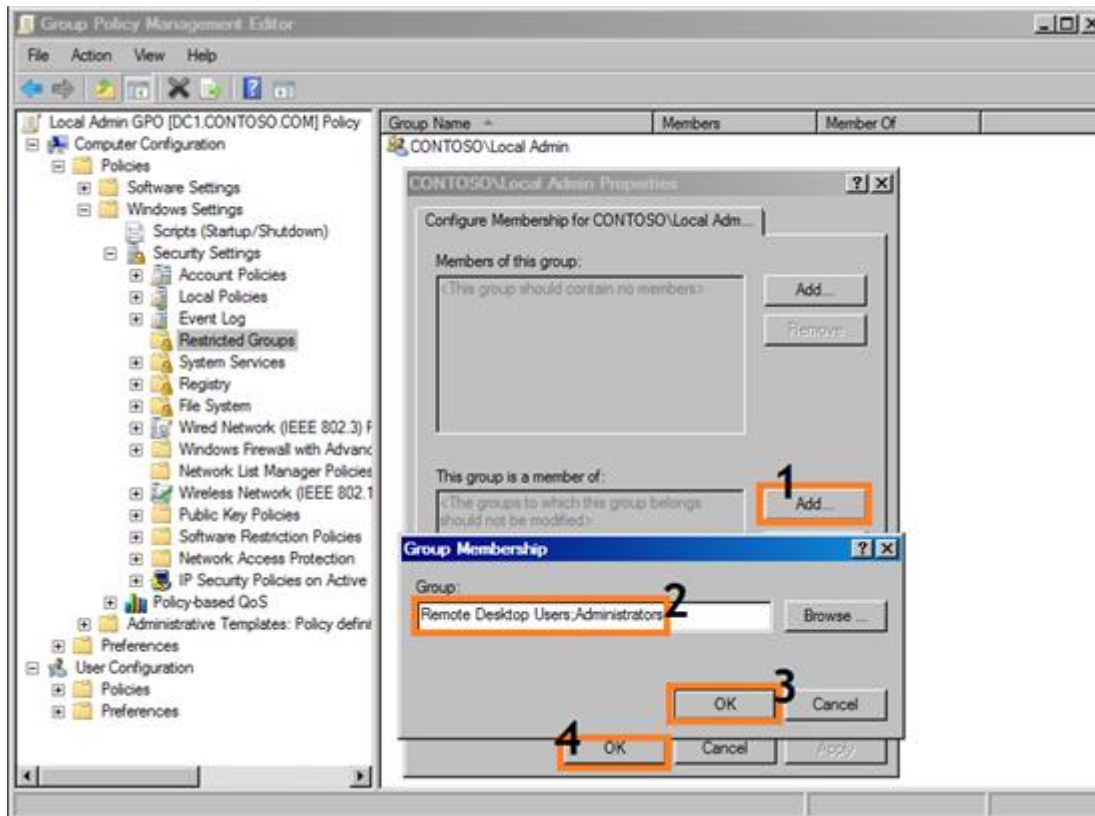 Group Policy Management Editor
File Action View Help
Local Admin GPO [DC1.CONTOSO.COM] Policy
Computer Configuration
Policies
Software Settings
Windows Settings
Scripts (Startup/Shutdown)
Security Settings
Account Policies
Local Policies
Event Log
Restricted Groups
System Services
Registry
File System
Wired Network (IEEE 802.3) P
Windows Firewall with Advanc
Network List Manager Policies
Wireless Network (IEEE 802.1
Public Key Policies
Software Restriction Policies
Network Access Protection
IP Security Policies on Active
Policy-based QoS
Administrative Templates: Policy defini
Preferences
User Configuration
Policies
Preferences
Group Name Members Member Of
CONTOSO\Local Admin
CONTOSO\Local Admin Properties
Configure Membership for CONTOSO\Local Adm...
Members of this group:
<This group should contain no members>
Add...
Remove
This group is a member of:
<The groups to which this group belongs
should not be modified>
1
Add...
Group Membership
Group:
Remote Desktop Users;Administrators
2
Browse ...
OK
3
Cancel
4
OK
Cancel
Apply